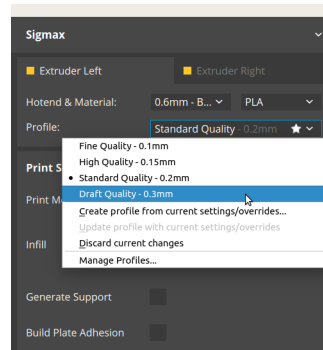 Sigmax
Extruder Left
Extruder Right
Hotend & Material:
0.6mm - B...
PLA
Profile:
Standard Quality - 0.2mm
Fine Quality - 0.1mm
High Quality - 0.15mm
Standard Quality - 0.2mm
Draft Quality - 0.3mm
Create profile from current settings/overrides...
Update profile with current settings/overrides
Discard current changes
Manage Profiles...
Print S
Print M
Infill
Generate Support
Build Plate Adhesion